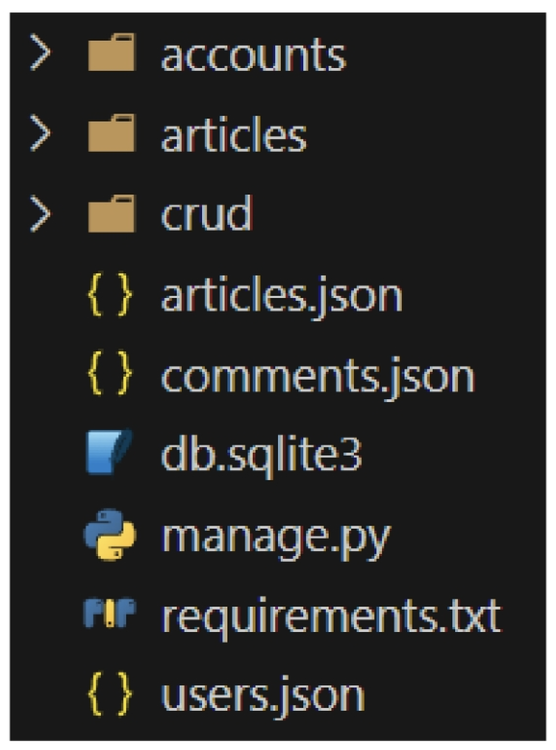 accounts
articles
crud
articles.json
comments.json
db.sqlite3
manage.py
requirements.txt
users.json